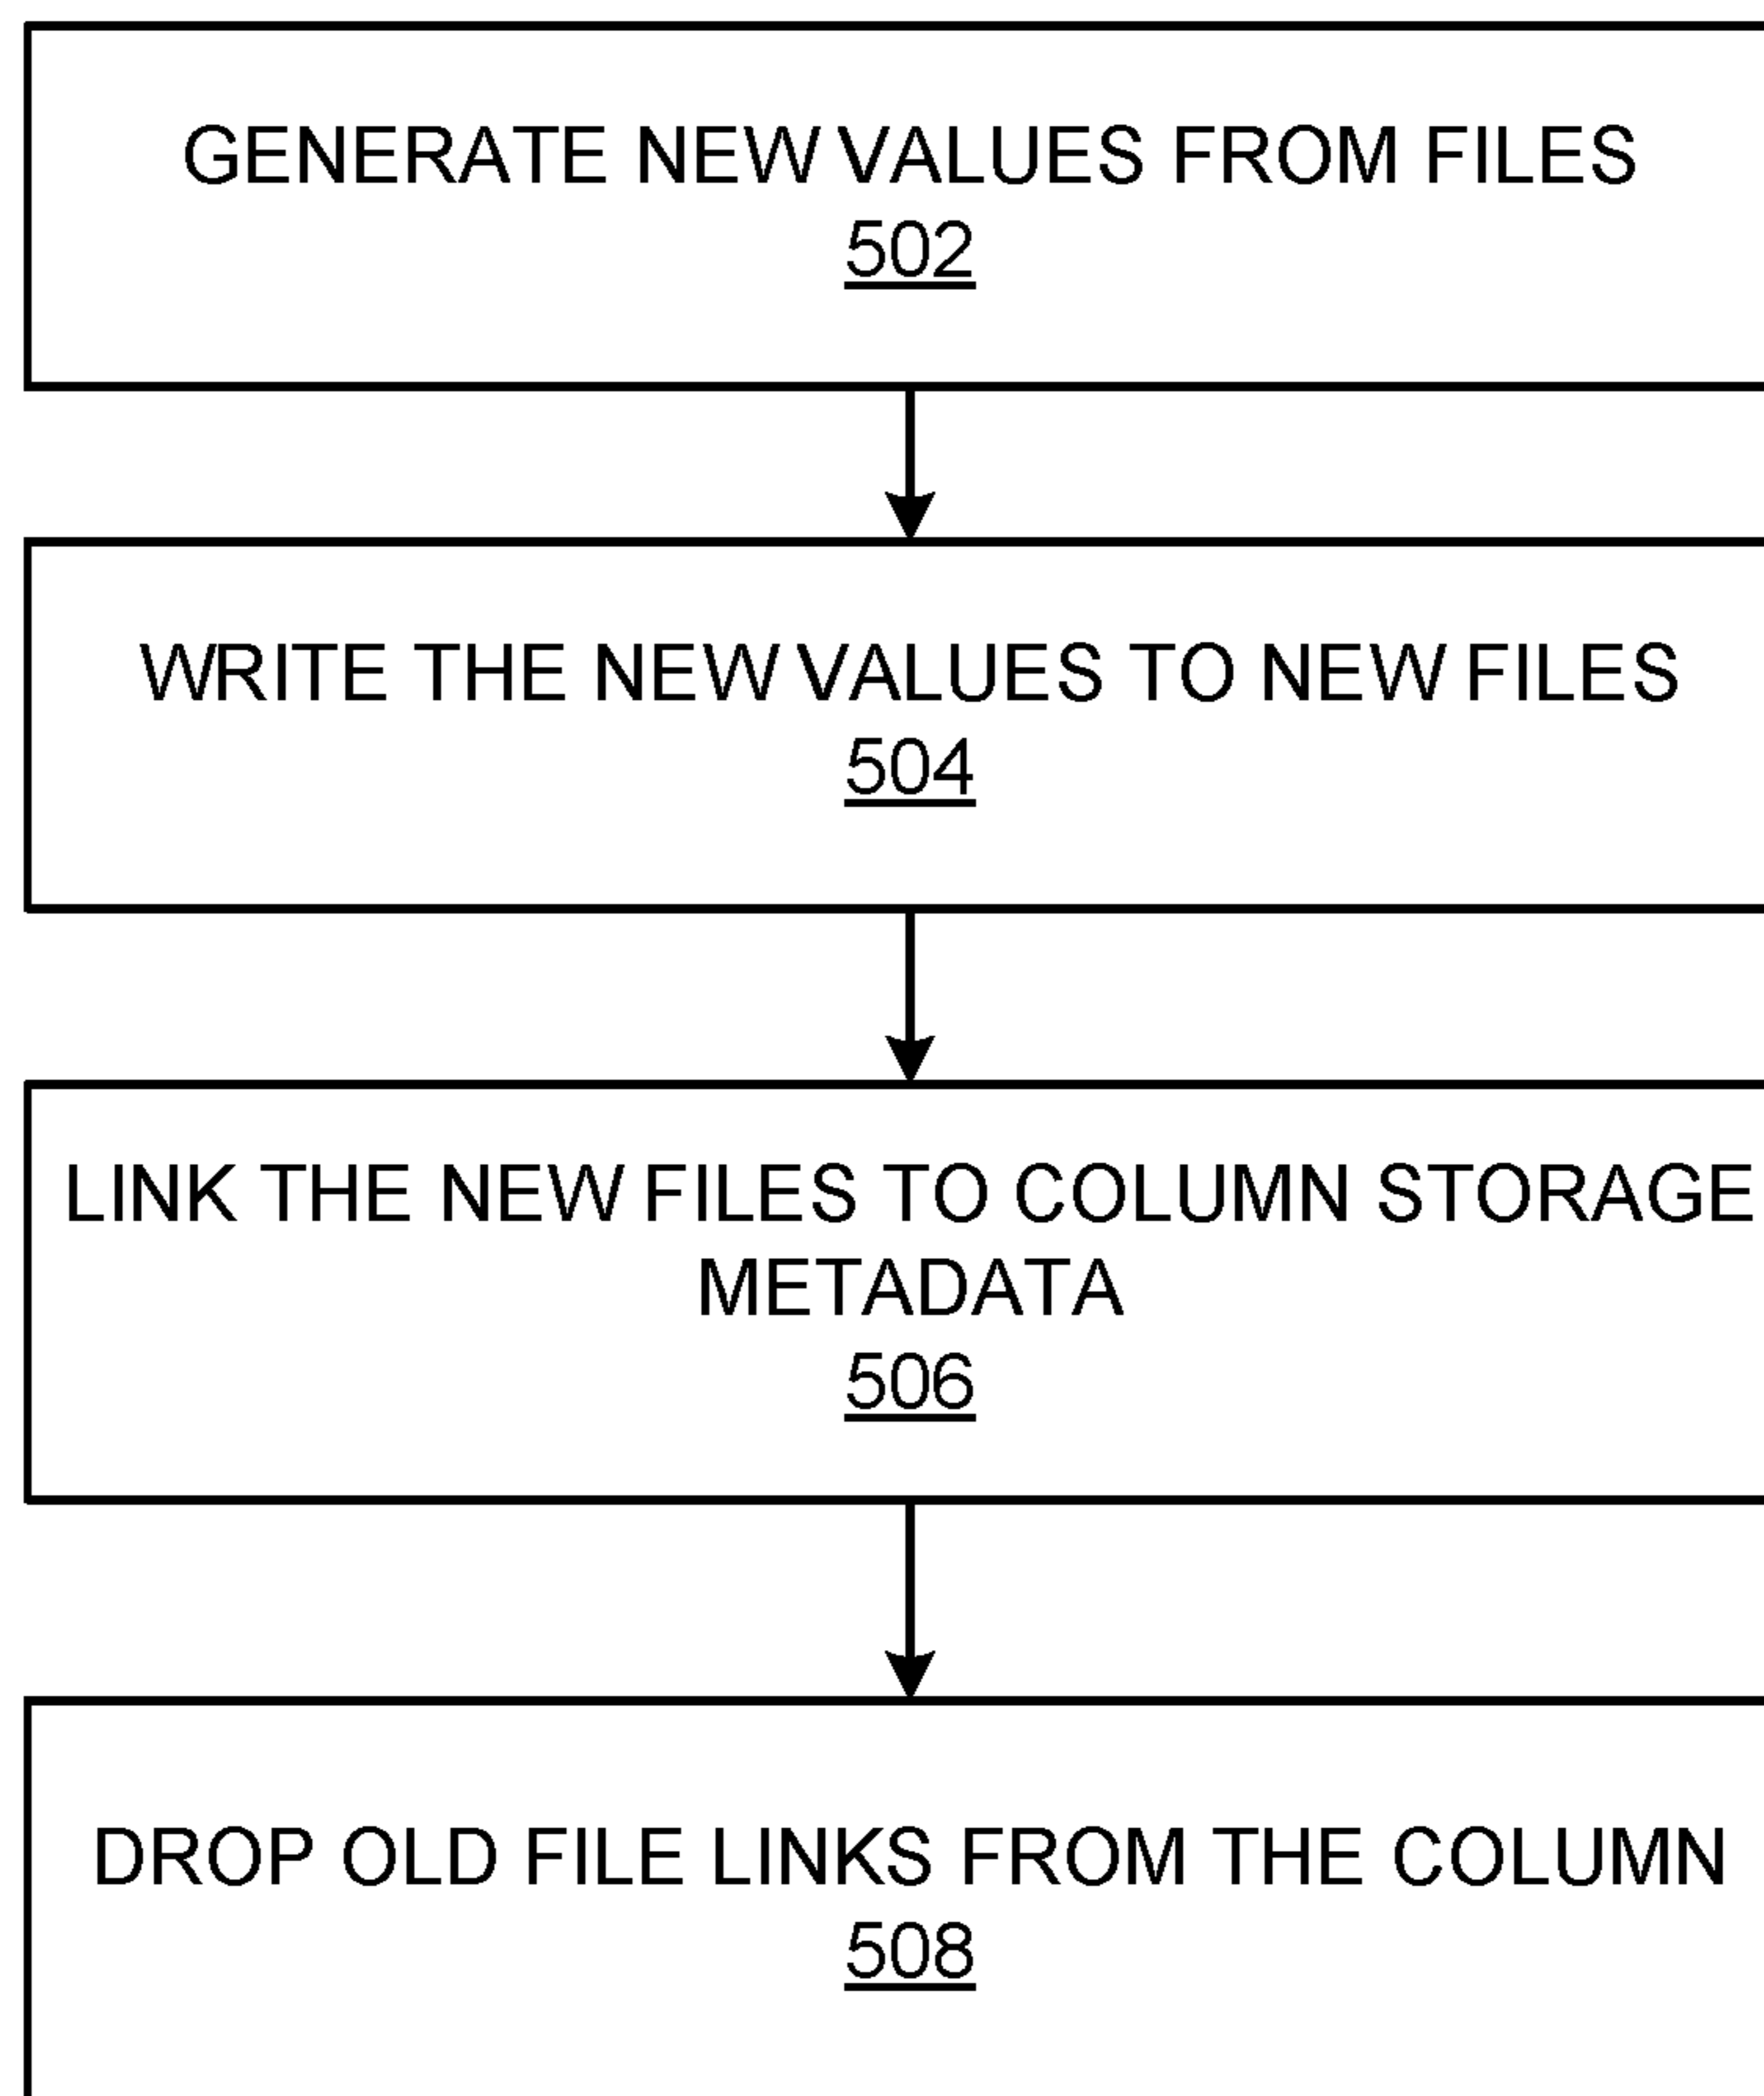 GENERATE NEW VALUES FROM FILES
502
WRITE THE NEW VALUES TO NEW FILES
504
LINK THE NEW FILES TO COLUMN STORAGE
METADATA
506
DROP OLD FILE LINKS FROM THE COLUMN
508